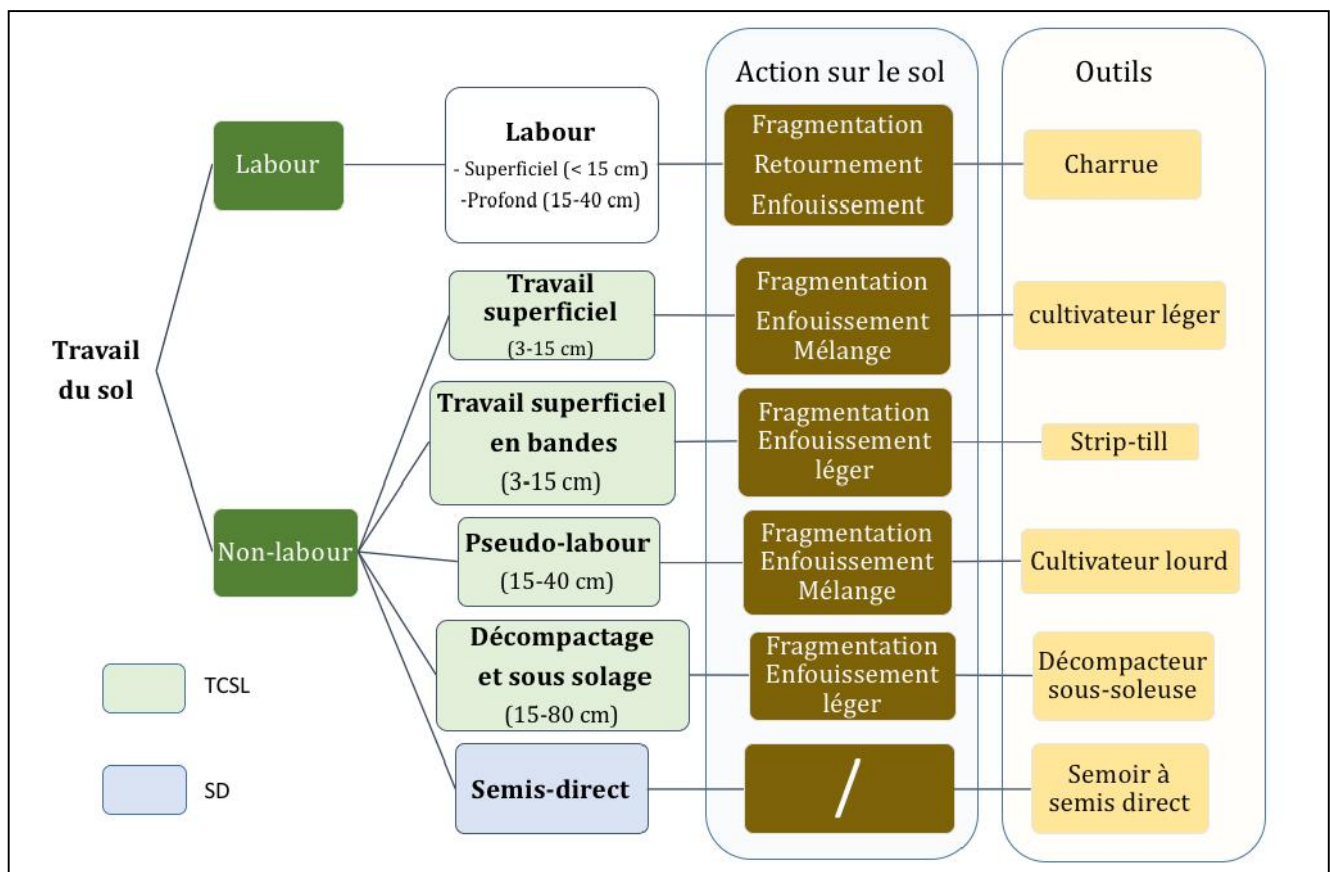 Action sur le sol
Outils
Travail
du sol
Labour
Labour
- Superficiel (< 15 cm)
-Profond (15-40 cm)
Fragmentation
Retournement
Enfouissement
Charrue
Non-labour
Travail
superficiel
(3-15 cm)
Fragmentation
Enfouissement
Mélange
cultivateur léger
Travail superficiel
en bandes
(3-15 cm)
Fragmentation
Enfouissement
léger
Strip-till
Pseudo-labour
(15-40 cm)
Fragmentation
Enfouissement
Mélange
Cultivateur lourd
Décompactage
et sous solage
(15-80 cm)
Fragmentation
Enfouissement
léger
Décompacteur
sous-soleuse
Semis-direct
/
Semoir à
semis direct
TCSL
SD